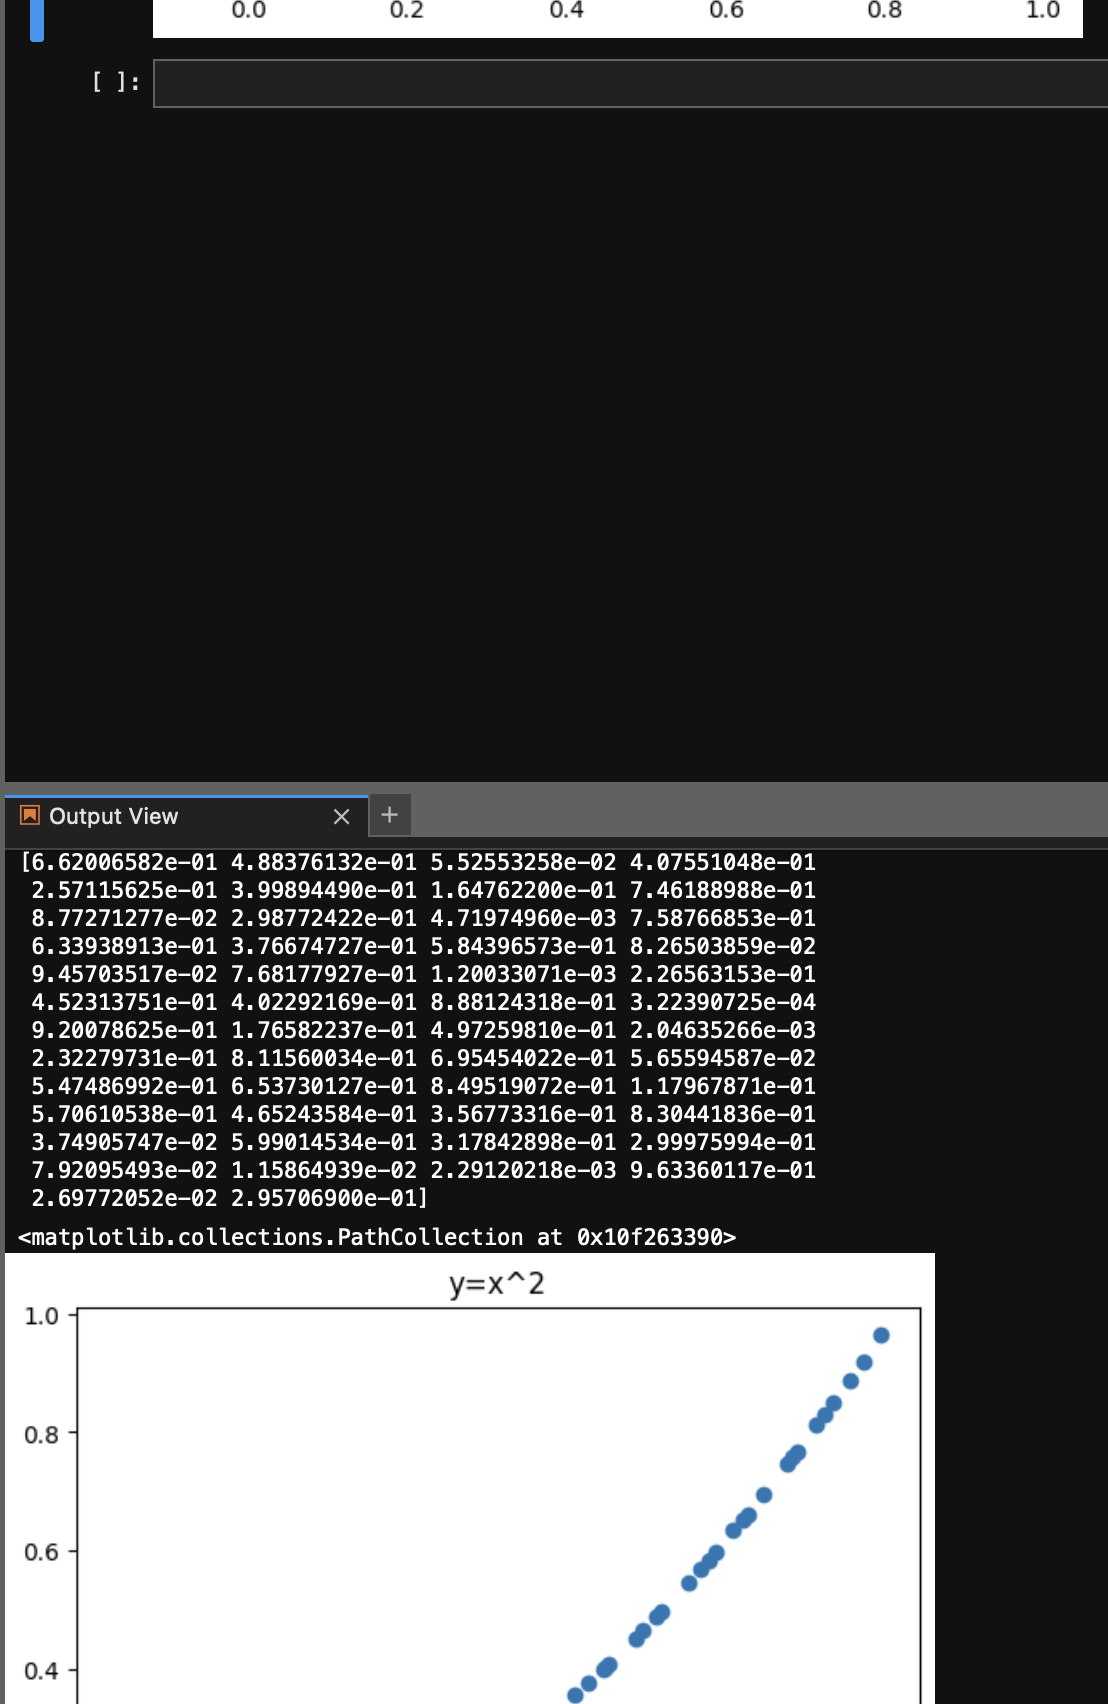 0.0 0.2 0.4 0.6 0.8 1.0
[ ]:
Output View
[6.62006582e-01 4.88376132e-01 5.52553258e-02 4.07551048e-01
2.57115625e-01 3.99894490e-01 1.64762200e-01 7.46188988e-01
8.77271277e-02 2.98772422e-01 4.71974960e-03 7.58766853e-01
6.33938913e-01 3.76674727e-01 5.84396573e-01 8.26503859e-02
9.45703517e-02 7.68177927e-01 1.20033071e-03 2.26563153e-01
4.52313751e-01 4.02292169e-01 8.88124318e-01 3.22390725e-04
9.20078625e-01 1.76582237e-01 4.97259810e-01 2.04635266e-03
2.32279731e-01 8.11560034e-01 6.95454022e-01 5.65594587e-02
5.47486992e-01 6.53730127e-01 8.49519072e-01 1.17967871e-01
5.70610538e-01 4.65243584e-01 3.56773316e-01 8.30441836e-01
3.74905747e-02 5.99014534e-01 3.17842898e-01 2.99975994e-01
7.92095493e-02 1.15864939e-02 2.29120218e-03 9.63360117e-01
2.69772052e-02 2.95706900e-01]
<matplotlib.collections.PathCollection at 0x10f263390>
y=x^2
1.0
0.8
0.6
0.4